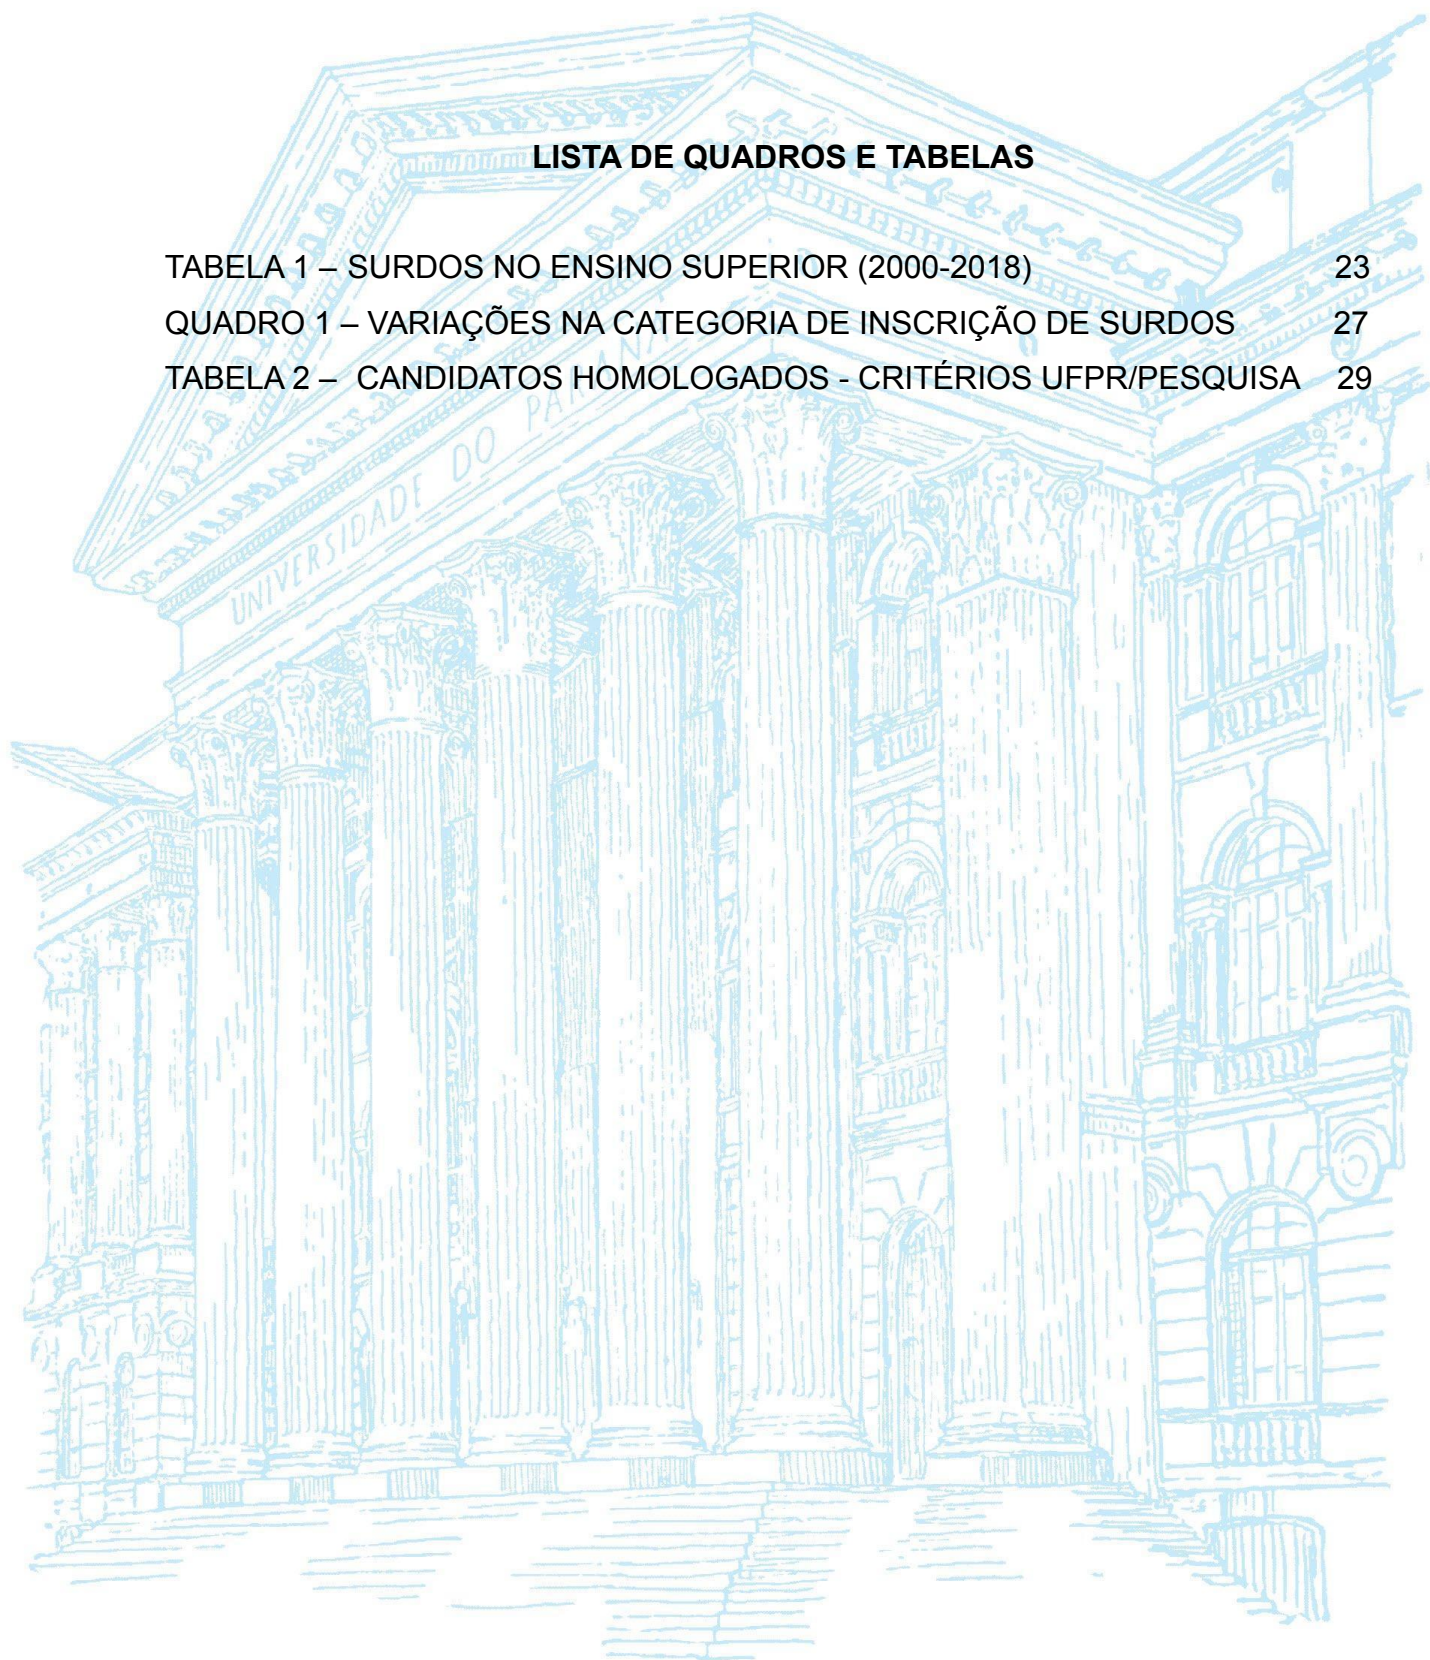 LISTA DE QUADROS E TABELAS
TABELA 1 – SURDOS NO ENSINO SUPERIOR (2000-2018) 23
QUADRO 1 – VARIAÇÕES NA CATEGORIA DE INSCRIÇÃO DE SURDOS 27
TABELA 2 – CANDIDATOS HOMOLOGADOS - CRITÉRIOS UFPR/PESQUISA 29
UNIVERSIDADE DO PARANÁ